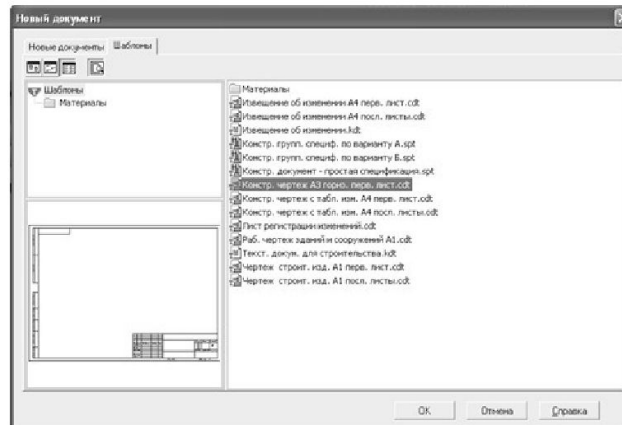 Новый документ
Новые документы
Шаблоны
Шаблоны
Материалы
Материалы
Извещение об изменении А4 перв. лист.cdt
Извещение об изменении А4 посл. листы.cdt
Извещение об изменении.kdt
Констр. групп. специф. по варианту А.spt
Констр. групп. специф. по варианту Б.spt
Констр. документ - простая спецификация.spt
Констр. чертеж А3 гориз. перв. лист.cdt
Констр. чертеж с табл. изм. А4 перв. лист.cdt
Констр. чертеж с табл. изм. А4 посл. листы.cdt
Лист регистрации изменений.cdt
Раб. чертеж зданий и сооружений А1.cdt
Текст. докум. для строительства.kdt
Чертеж строит. изд. А1 перв. лист.cdt
Чертеж строит. изд. А1 посл. листы.cdt
OK
Отмена
Справка